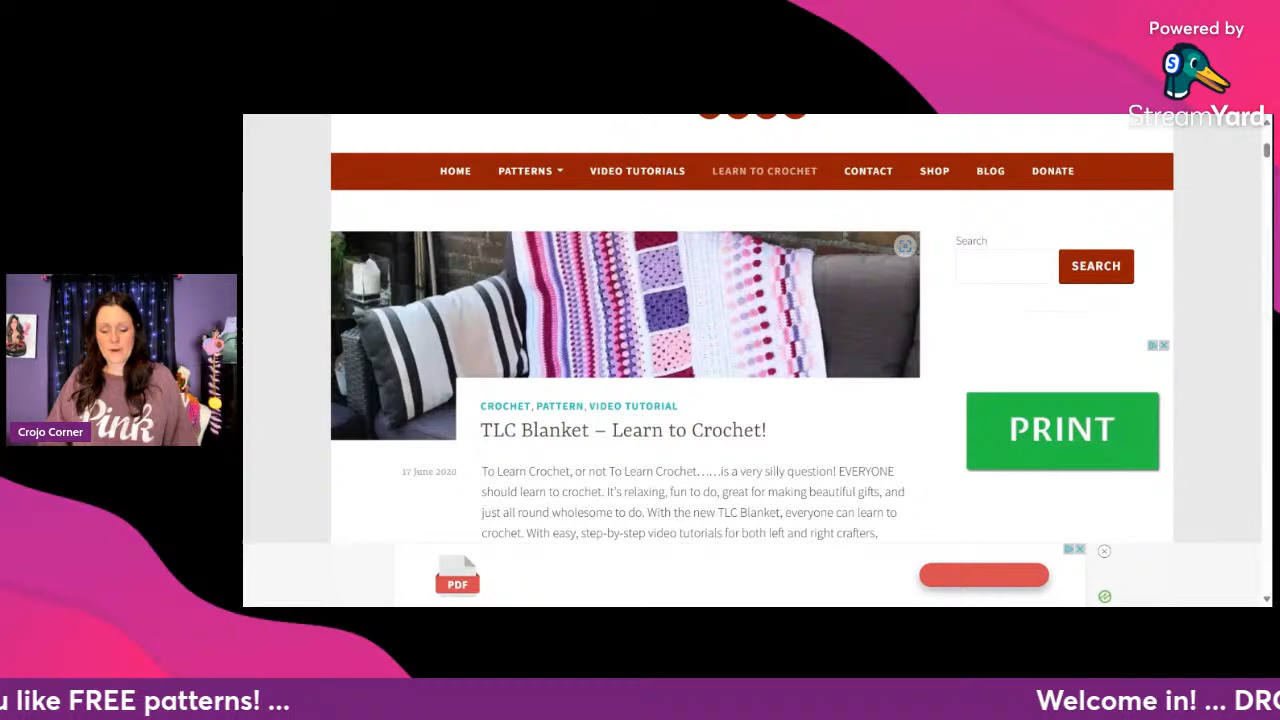 Powered by
StreamYard
HOME PATTERNS VIDEO TUTORIALS LEARN TO CROCHET CONTACT SHOP BLOG DONATE
Search
SEARCH
CROCHET, PATTERN, VIDEO TUTORIAL
TLC Blanket – Learn to Crochet!
17 June 2020
To Learn Crochet, or not To Learn Crochet......is a very silly question! EVERYONE
should learn to crochet. It's relaxing, fun to do, great for making beautiful gifts, and
just all round wholesome to do. With the new TLC Blanket, everyone can learn to
crochet. With easy, step-by-step video tutorials for both left and right crafters,
PRINT
PDF
Pink
Crojo Corner
u like FREE patterns! ...
Welcome in! ... DRO